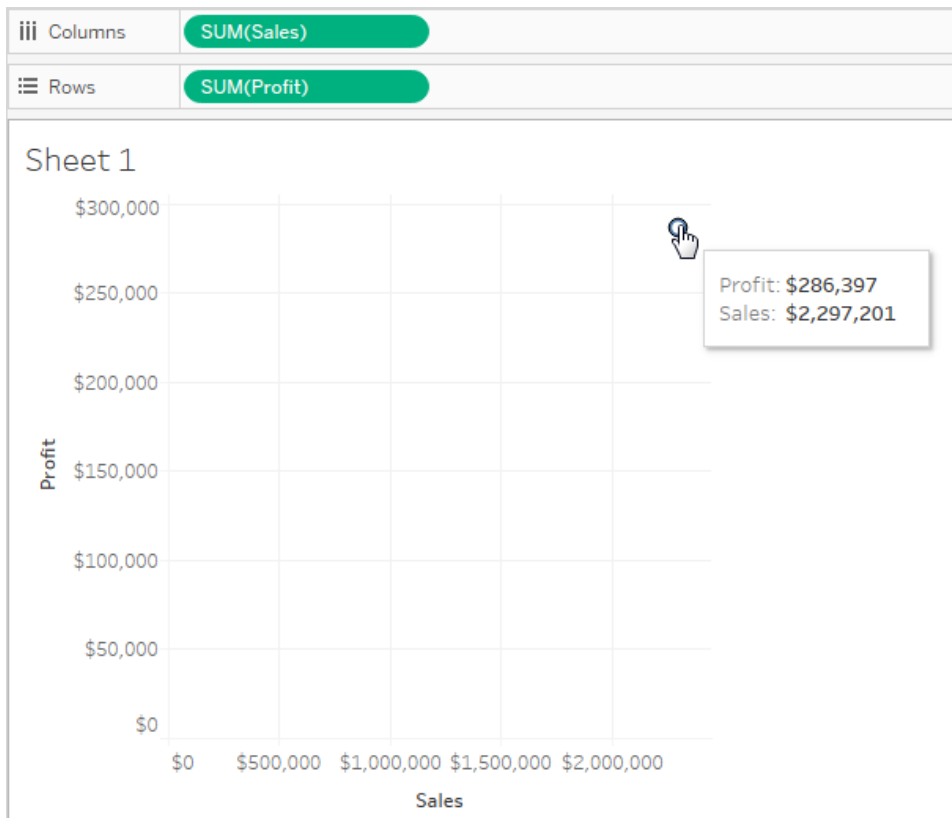 Columns SUM(Sales)
Rows SUM(Profit)
Sheet 1
$300,000
$250,000
$200,000
$150,000
$100,000
$50,000
$0
Profit
Profit: $286,397
Sales: $2,297,201
$0 $500,000 $1,000,000 $1,500,000 $2,000,000
Sales